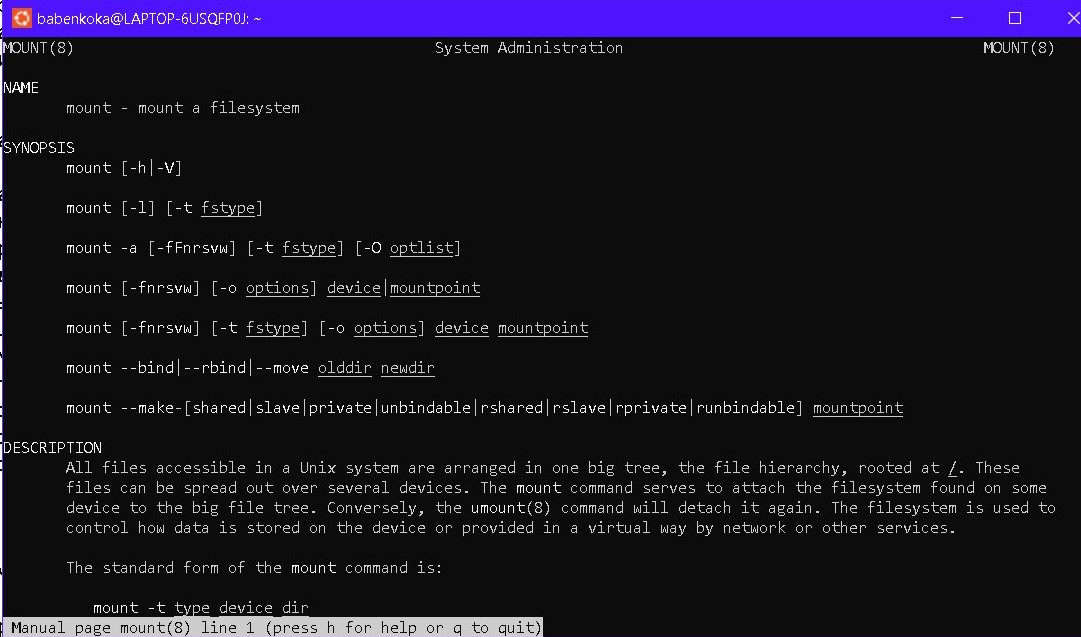 babenkoka@LAPTOP-6USQFP0J: ~
MOUNT(8) System Administration MOUNT(8)
NAME
mount - mount a filesystem
SYNOPSIS
mount [-h|-V]
mount [-l] [-t fstype]
mount -a [-fFnrsvw] [-t fstype] [-O optlist]
mount [-fnrsvw] [-o options] device|mountpoint
mount [-fnrsvw] [-t fstype] [-o options] device mountpoint
mount --bind|--rbind|--move olddir newdir
mount --make-[shared|slave|private|unbindable|rshared|rslave|rprivate|runbindable] mountpoint
DESCRIPTION
All files accessible in a Unix system are arranged in one big tree, the file hierarchy, rooted at /. These
files can be spread out over several devices. The mount command serves to attach the filesystem found on some
device to the big file tree. Conversely, the umount(8) command will detach it again. The filesystem is used to
control how data is stored on the device or provided in a virtual way by network or other services.
The standard form of the mount command is:
mount -t type device dir
Manual page mount(8) line 1 (press h for help or q to quit)